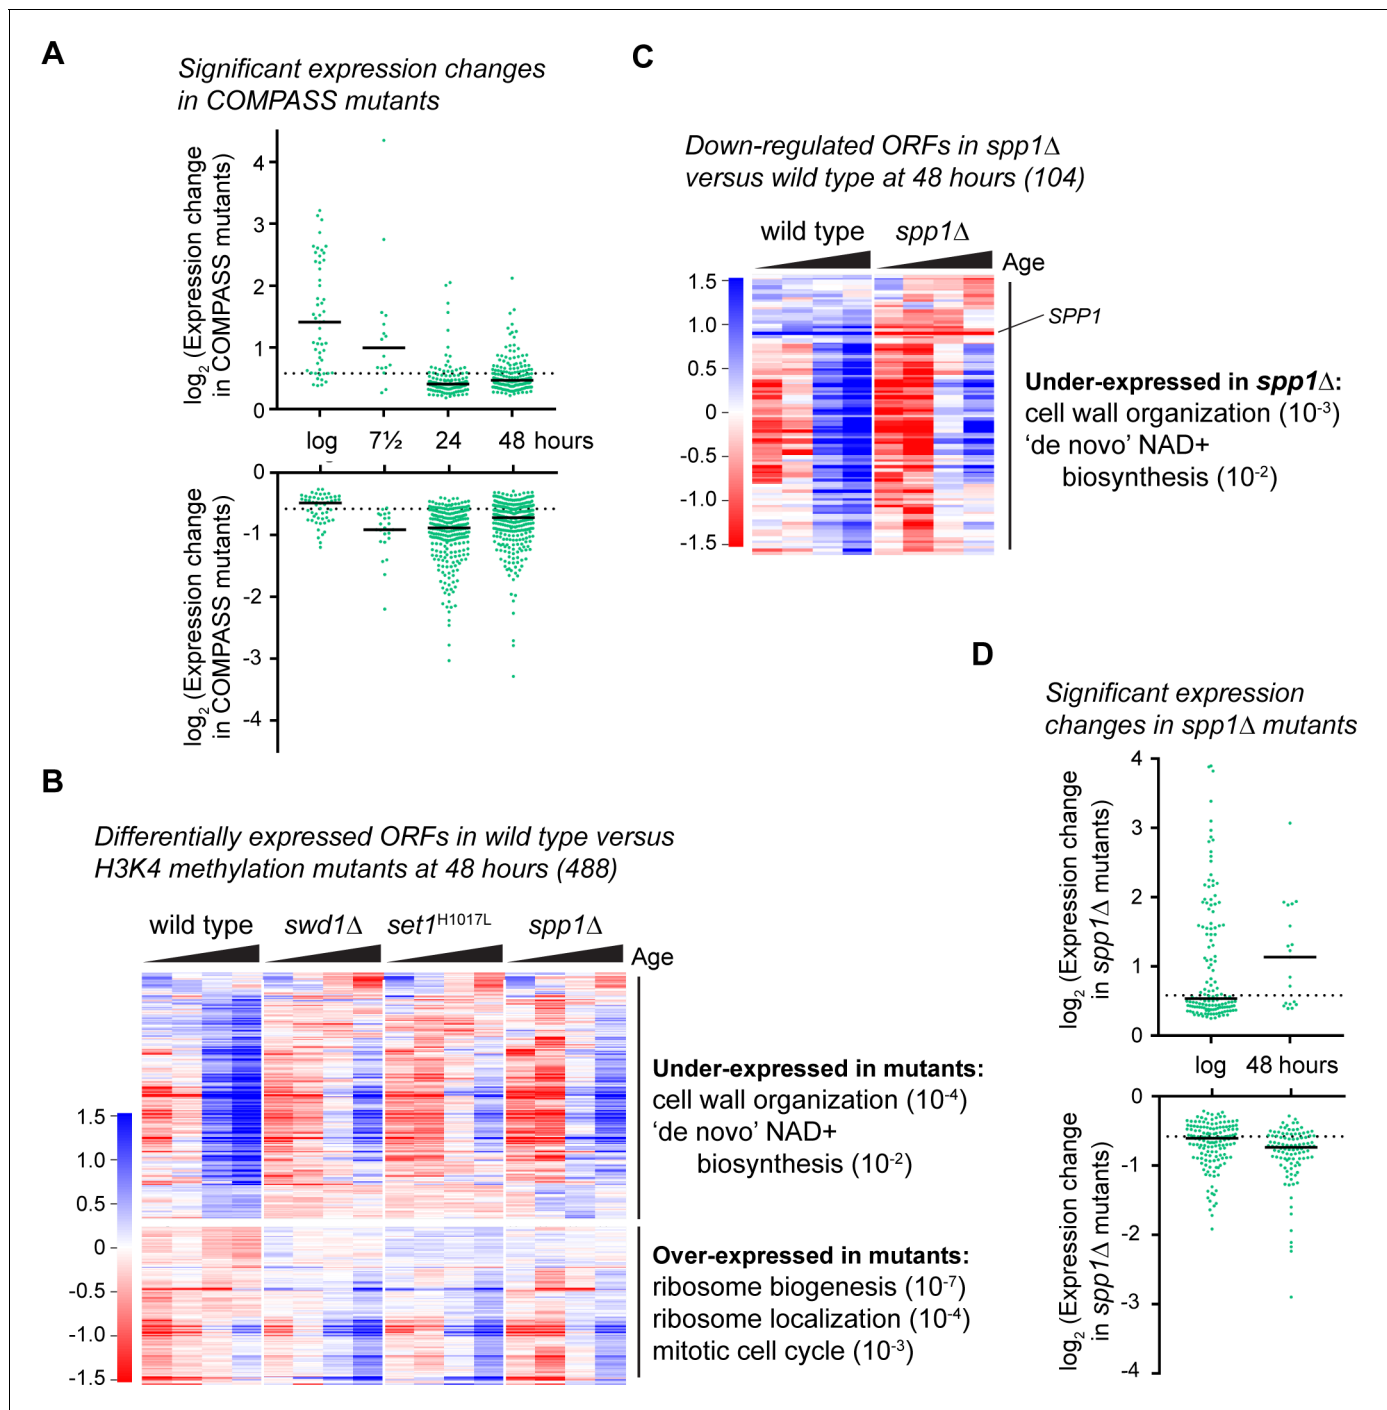 A
Significant expression changes
in COMPASS mutants
log₂ (Expression change
in COMPASS mutants)
4
3
2
1
0
log 7½ 24 48 hours
0
-1
-2
-3
-4
log₂ (Expression change
in COMPASS mutants)
B
Differentially expressed ORFs in wild type versus
H3K4 methylation mutants at 48 hours (488)
wild type swd1Δ set1ᴴ¹⁰¹⁷ᴸ spp1Δ
Age
1.5
1.0
0.5
0
-0.5
-1.0
-1.5
Under-expressed in mutants:
cell wall organization (10⁻⁴)
‘de novo’ NAD+
biosynthesis (10⁻²)
Over-expressed in mutants:
ribosome biogenesis (10⁻⁷)
ribosome localization (10⁻⁴)
mitotic cell cycle (10⁻³)
C
Down-regulated ORFs in spp1Δ
versus wild type at 48 hours (104)
wild type spp1Δ
Age
1.5
1.0
0.5
0
-0.5
-1.0
-1.5
SPP1
Under-expressed in spp1Δ:
cell wall organization (10⁻³)
‘de novo’ NAD+
biosynthesis (10⁻²)
D
Significant expression
changes in spp1Δ mutants
log₂ (Expression change
in spp1Δ mutants)
4
3
2
1
0
log 48 hours
0
-1
-2
-3
-4
log₂ (Expression change
in spp1Δ mutants)